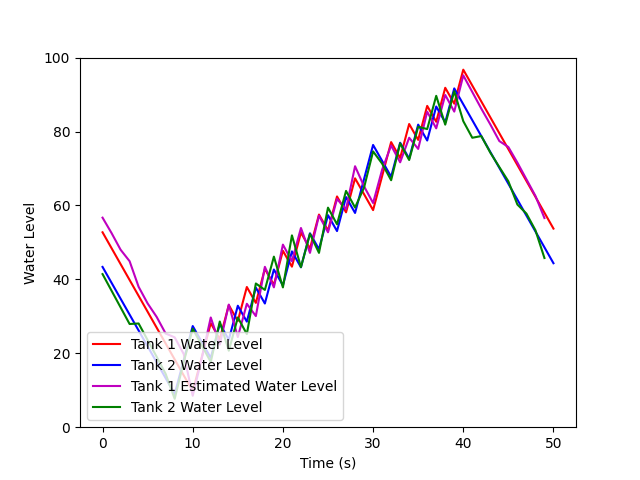 100
80
60
40
20
0
Water Level
Tank 1 Water Level
Tank 2 Water Level
Tank 1 Estimated Water Level
Tank 2 Water Level
0 10 20 30 40 50
Time (s)